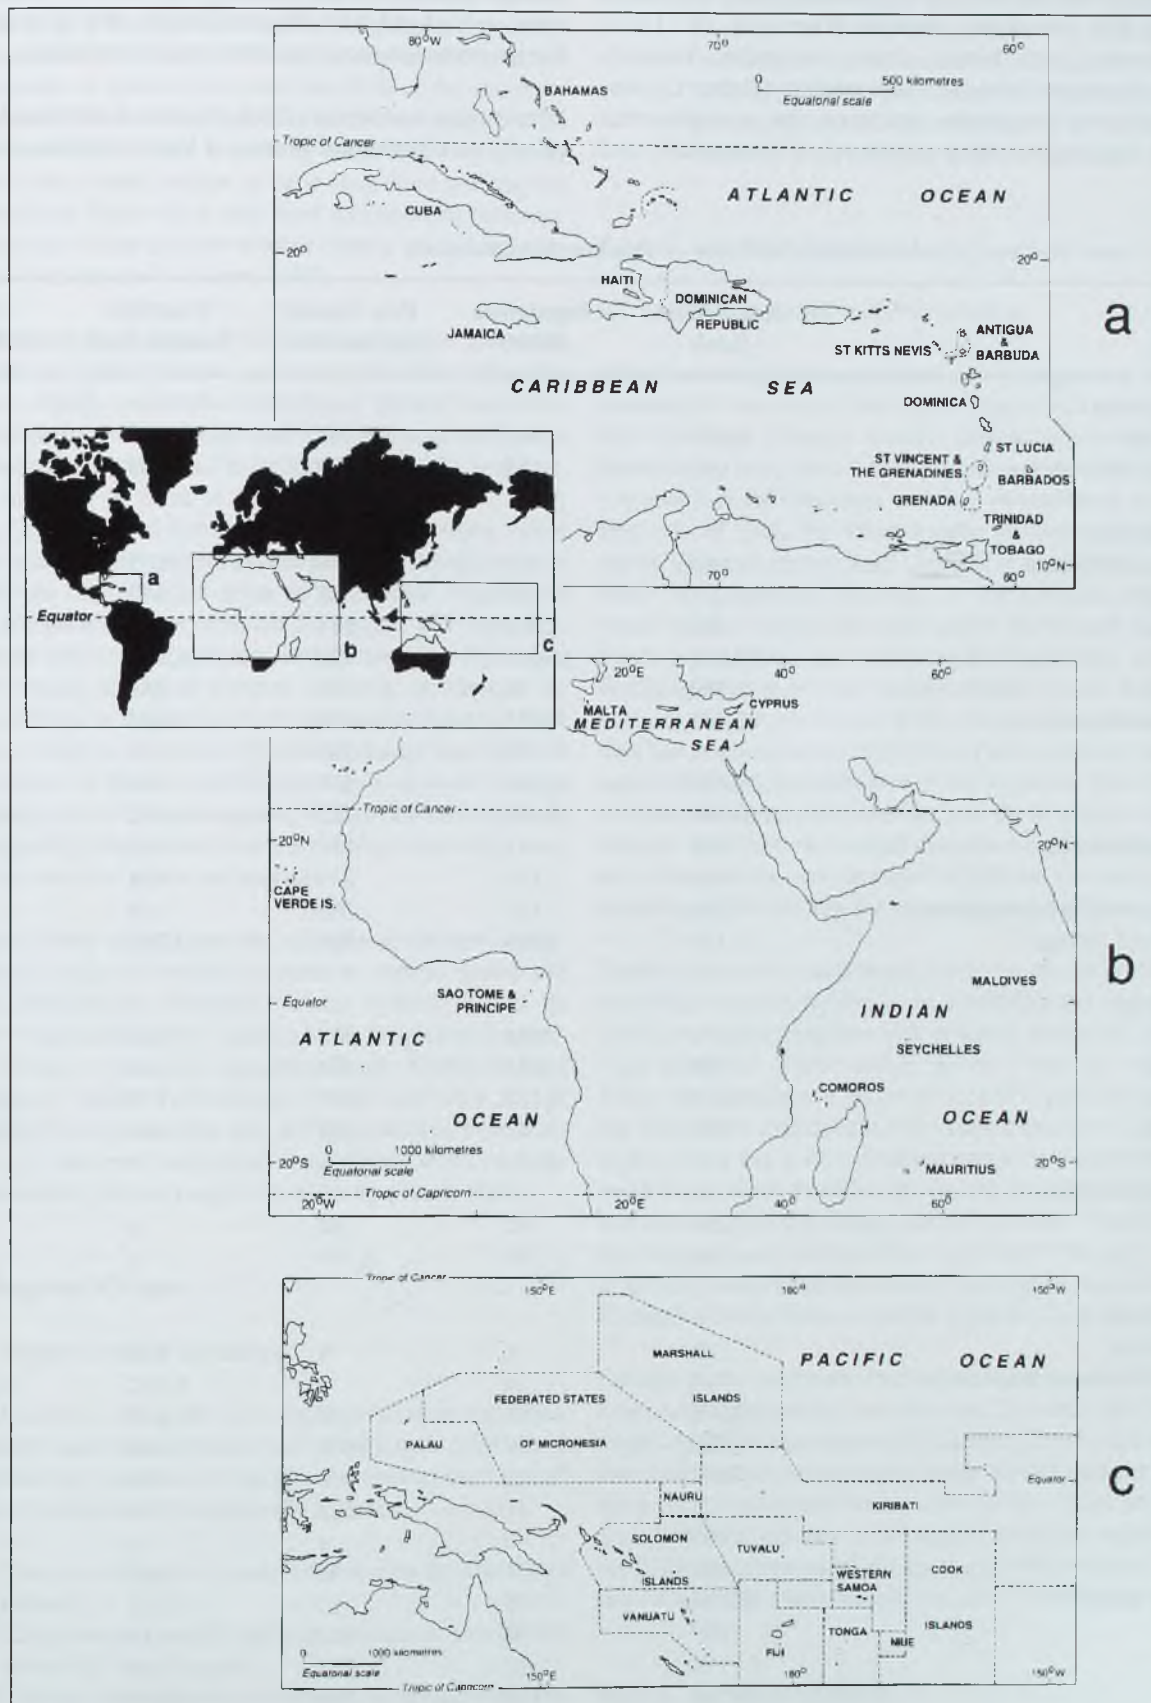 80°W
70°
60°
0 500 kilometres
Equatorial scale
BAHAMAS
Tropic of Cancer
ATLANTIC OCEAN
CUBA
20°
20°
HAITI
DOMINICAN
REPUBLIC
JAMAICA
a
ANTIGUA
&
BARBUDA
ST KITTS NEVIS
CARIBBEAN SEA
DOMINICA
ST LUCIA
ST VINCENT &
THE GRENADINES
BARBADOS
GRENADA
TRINIDAD
&
TOBAGO
10°N
70°
60°
a
Equator
b
c
20°E
40°
60°
MALTA
CYPRUS
MEDITERRANEAN
SEA
Tropic of Cancer
20°N
20°N
CAPE
VERDE IS.
b
MALDIVES
SAO TOME &
PRINCIPE
Equator
INDIAN
ATLANTIC
SEYCHELLES
COMOROS
OCEAN
OCEAN
0 1000 kilometres
Equatorial scale
20°S
MAURITIUS
20°S
Tropic of Capricorn
20°W
20°E
40°
60°
Tropic of Cancer
150°E
180°
150°W
MARSHALL
PACIFIC OCEAN
FEDERATED STATES
ISLANDS
PALAU
OF MICRONESIA
Equator
c
NAURU
KIRIBATI
SOLOMON
TUVALU
WESTERN
SAMOA
COOK
ISLANDS
VANUATU
TONGA
ISLANDS
NIUE
FIJI
0 1000 kilometres
Equatorial scale
150°E
180°
150°W
Tropic of Capricorn